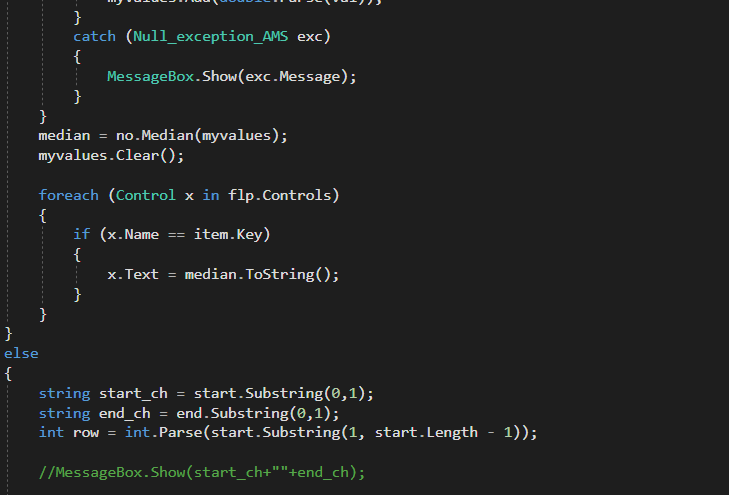 myvalues.Add(double.Parse(val));
}
catch (Null_exception_AMS exc)
{
MessageBox.Show(exc.Message);
}
}
median = no.Median(myvalues);
myvalues.Clear();
foreach (Control x in flp.Controls)
{
if (x.Name == item.Key)
{
x.Text = median.ToString();
}
}
}
else
{
string start_ch = start.Substring(0,1);
string end_ch = end.Substring(0,1);
int row = int.Parse(start.Substring(1, start.Length - 1));
//MessageBox.Show(start_ch+""+end_ch);